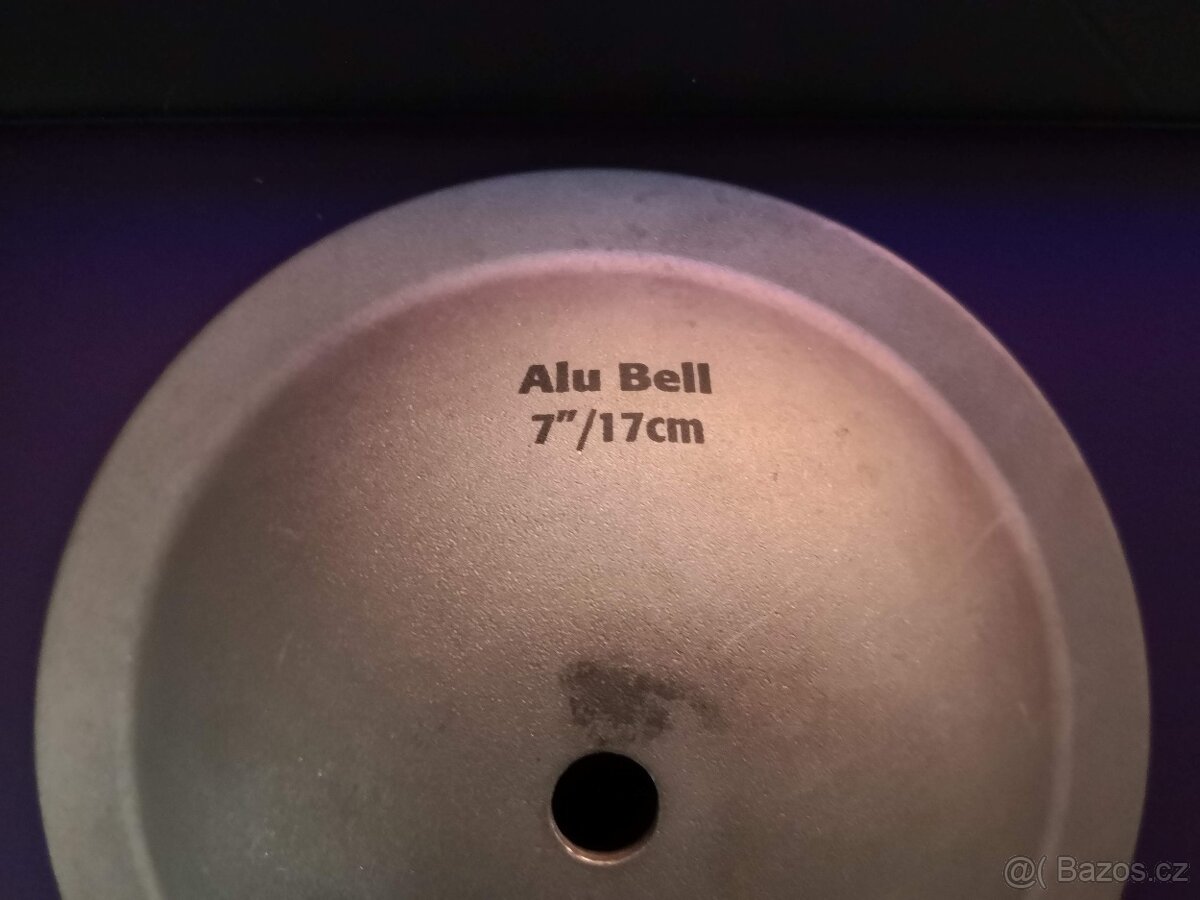 Alu Bell
7"/17cm
@( Bazos.cz